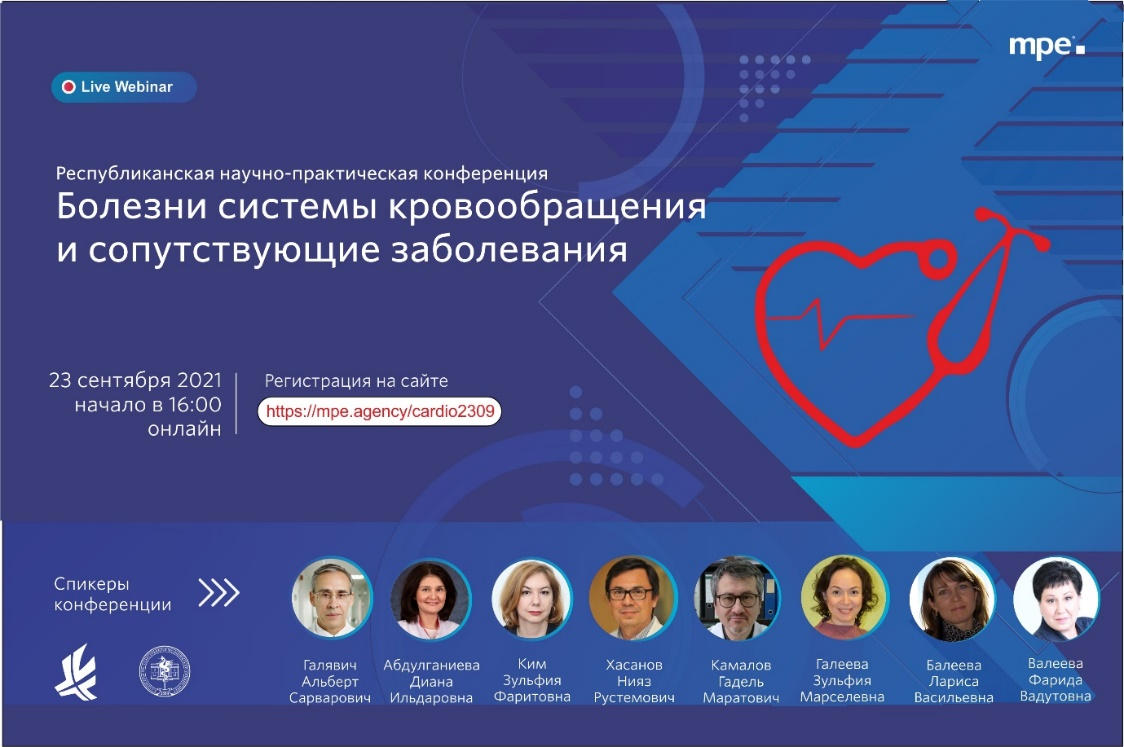 mpe
Live Webinar
Республиканская научно-практическая конференция
Болезни системы кровообращения
и сопутствующие заболевания
23 сентября 2021
начало в 16:00
онлайн
Регистрация на сайте
https://mpe.agency/cardio2309
Спикеры
конференции
Галявич
Альберт
Сарварович
Абдулганиева
Диана
Ильдаровна
Ким
Зульфия
Фаритовна
Хасанов
Нияз
Рустемович
Камалов
Гадель
Маратович
Галеева
Зульфия
Марселевна
Балеева
Лариса
Васильевна
Валеева
Фарида
Вадутовна